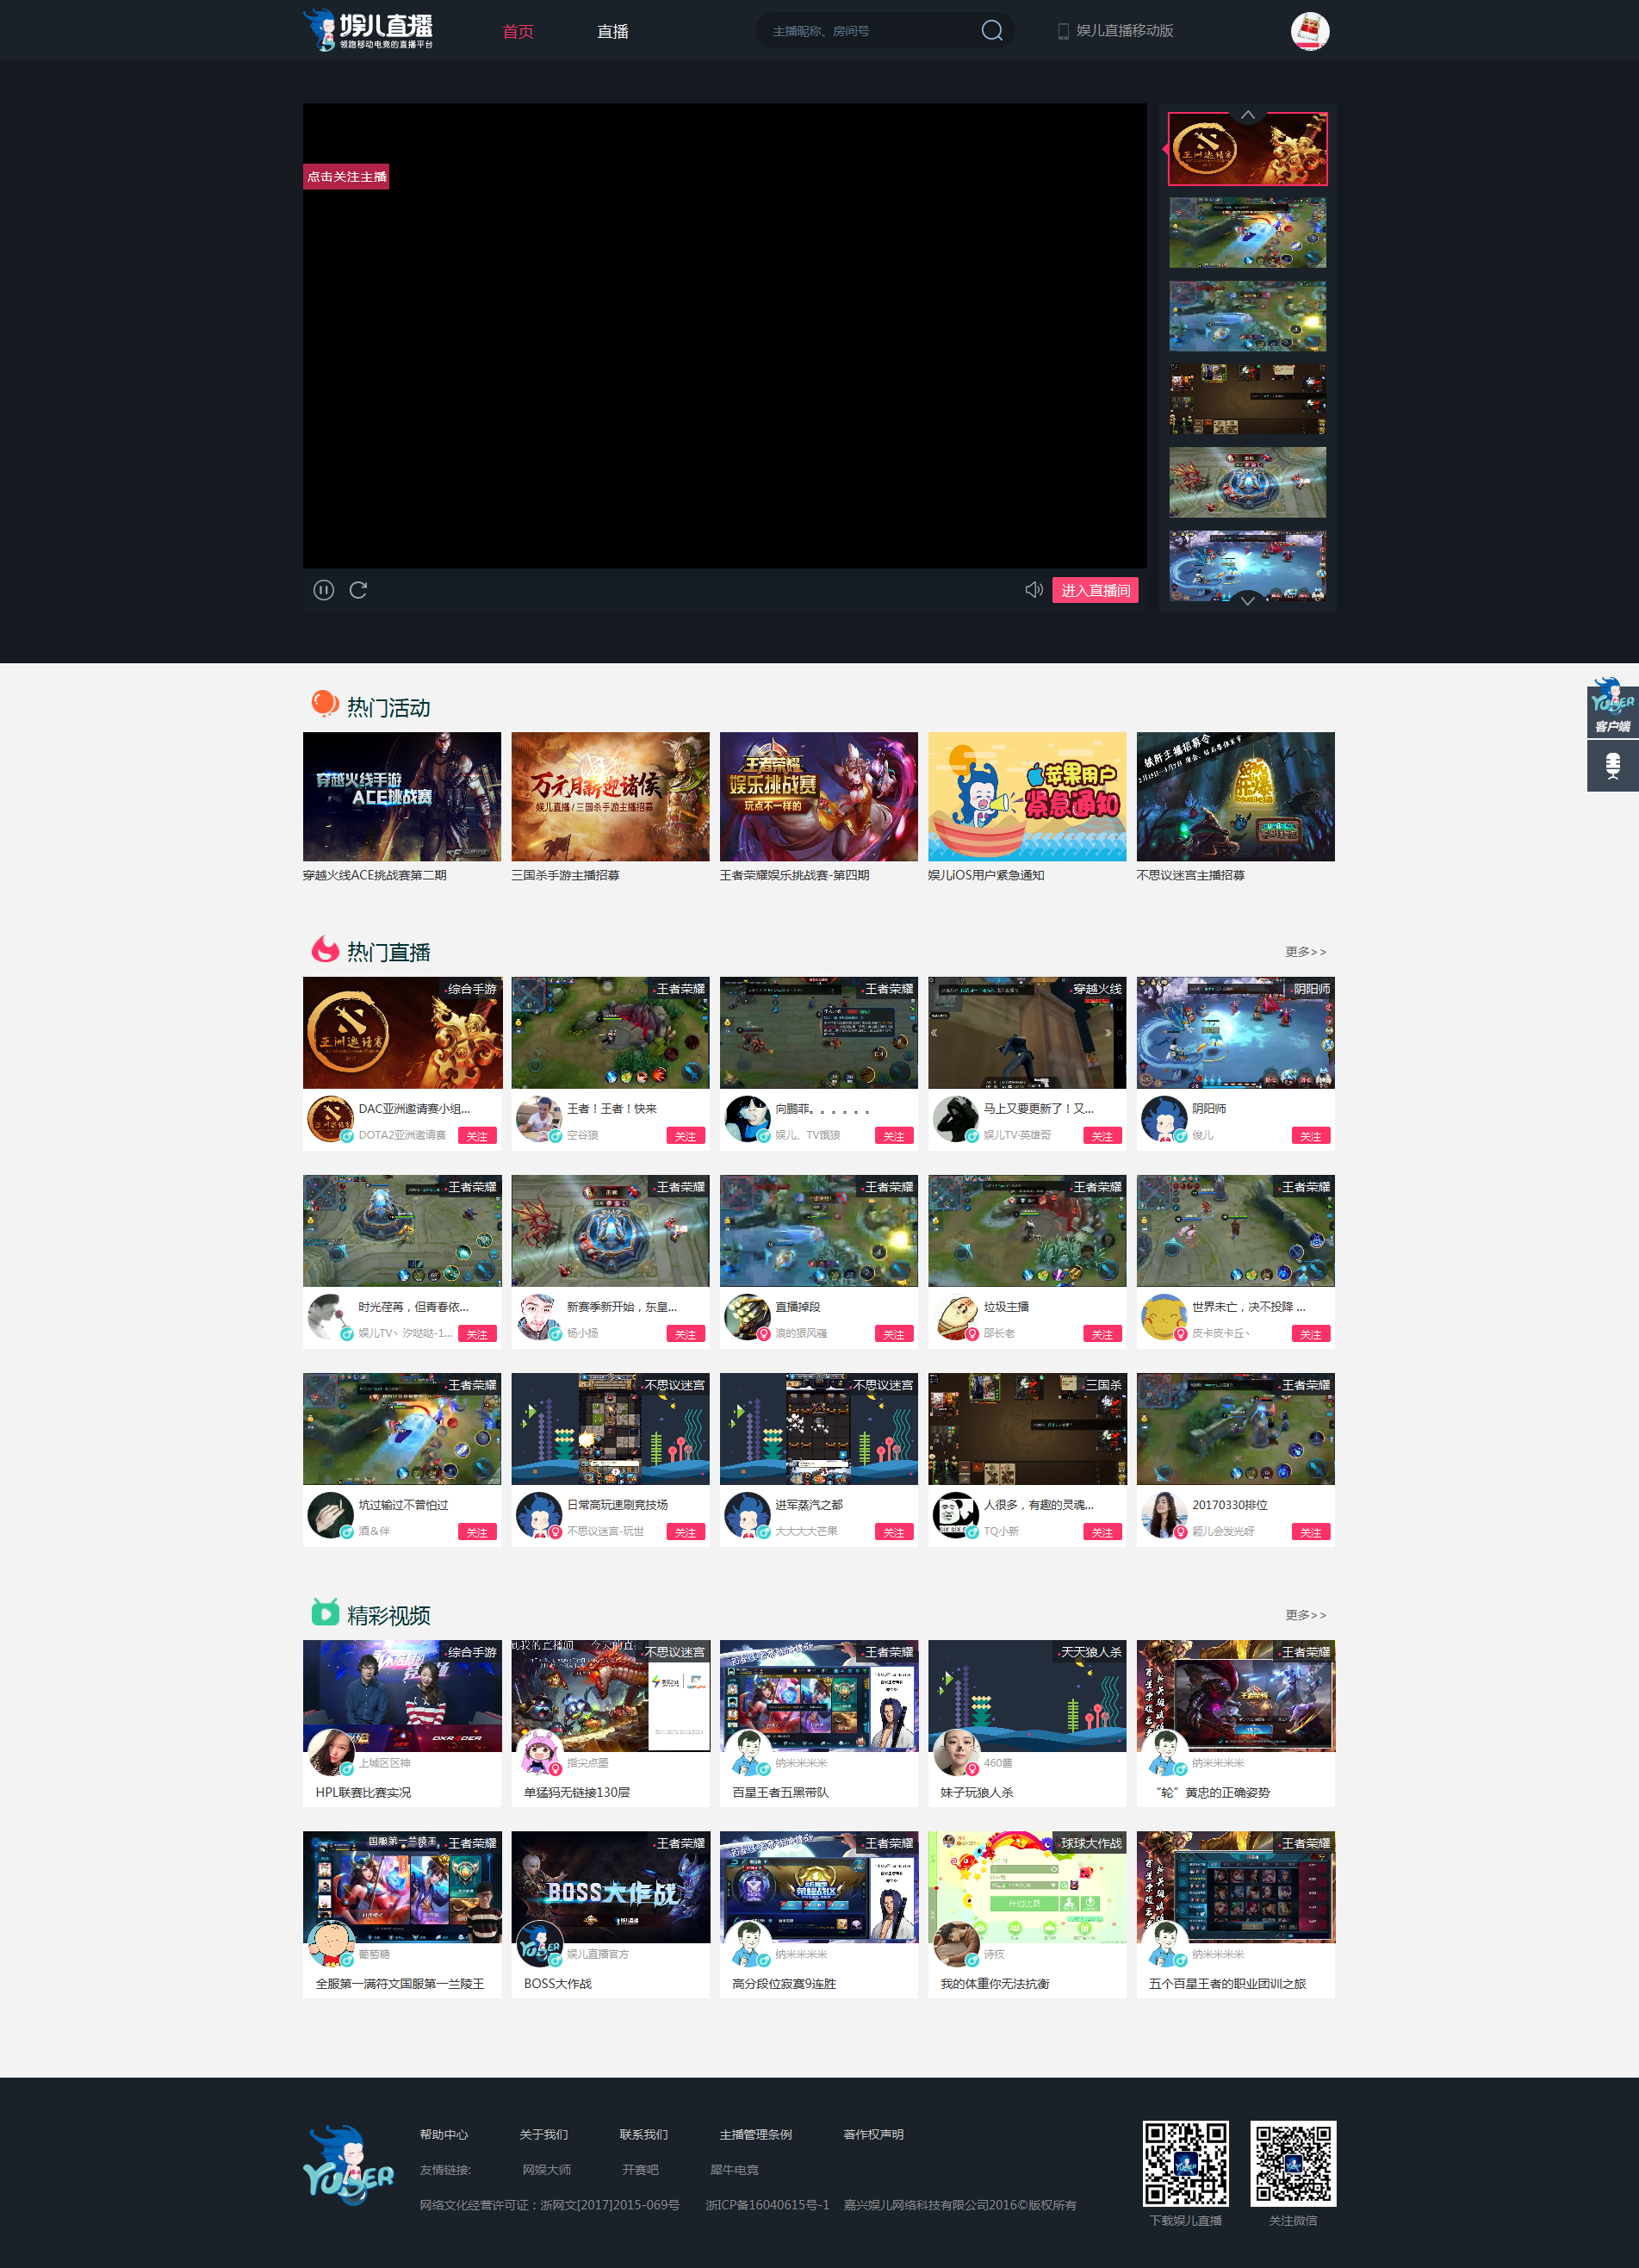 娱儿直播
领跑移动电竞的直播平台
首页
直播
主播昵称、房间号
娱儿直播移动版
点击关注主播
亚洲邀请赛
进入直播间
YUER
客户端
热门活动
穿越火线手游
ACE挑战赛
万元月薪迎诸侯
娱儿直播/三国杀手游主播招募
王者荣耀
娱乐挑战赛
玩点不一样的
苹果用户
紧急通知
穿越火线ACE挑战赛第二期
三国杀手游主播招募
王者荣耀娱乐挑战赛-第四期
娱儿iOS用户紧急通知
不思议迷宫主播招募
热门直播
更多>>
综合手游
王者荣耀
王者荣耀
穿越火线
阴阳师
亚洲邀请赛
2017
DAC亚洲邀请赛小组...
DOTA2亚洲邀请赛
关注
王者！王者！快来
空谷狼
关注
向鹏菲。。。。。。
娱儿、TV饿狼
关注
马上又要更新了！又...
娱儿TV·英雄哥
关注
阴阳师
俊儿
关注
王者荣耀
王者荣耀
王者荣耀
王者荣耀
王者荣耀
时光荏苒，但青春依...
娱儿TV丶汐哒哒-1...
关注
新赛季新开始，东皇...
杨小扬
关注
直播掉段
浪的狠风骚
关注
垃圾主播
邵长老
关注
世界未亡，决不投降 ...
皮卡皮卡丘丶
关注
王者荣耀
不思议迷宫
不思议迷宫
三国杀
王者荣耀
坑过输过不曾怕过
酒＆伴
关注
日常高玩速刷竞技场
不思议迷宫-玩世
关注
进军蒸汽之都
大大大大芒果
关注
人很多，有趣的灵魂...
TQ小新
关注
20170330排位
颖儿会发光呀
关注
精彩视频
更多>>
综合手游
不思议迷宫
王者荣耀
天天狼人杀
王者荣耀
上城区区神
HPL联赛比赛实况
指尖点墨
单猛犸无链接130层
纳米米米米
百星王者五黑带队
460酱
妹子玩狼人杀
纳米米米米
“轮”黄忠的正确姿势
国服第一兰陵王，
王者荣耀
王者荣耀
王者荣耀
球球大作战
王者荣耀
BOSS大作战
葡萄糖
全服第一满符文国服第一兰陵王
娱儿直播官方
BOSS大作战
纳米米米米
高分段位寂寞9连胜
诗疚
我的体重你无法抗衡
纳米米米米
五个百星王者的职业团训之旅
YUER
帮助中心
关于我们
联系我们
主播管理条例
著作权声明
友情链接:
网娱大师
开赛吧
犀牛电竞
网络文化经营许可证：浙网文[2017]2015-069号
浙ICP备16040615号-1
嘉兴娱儿网络科技有限公司2016©版权所有
下载娱儿直播
关注微信